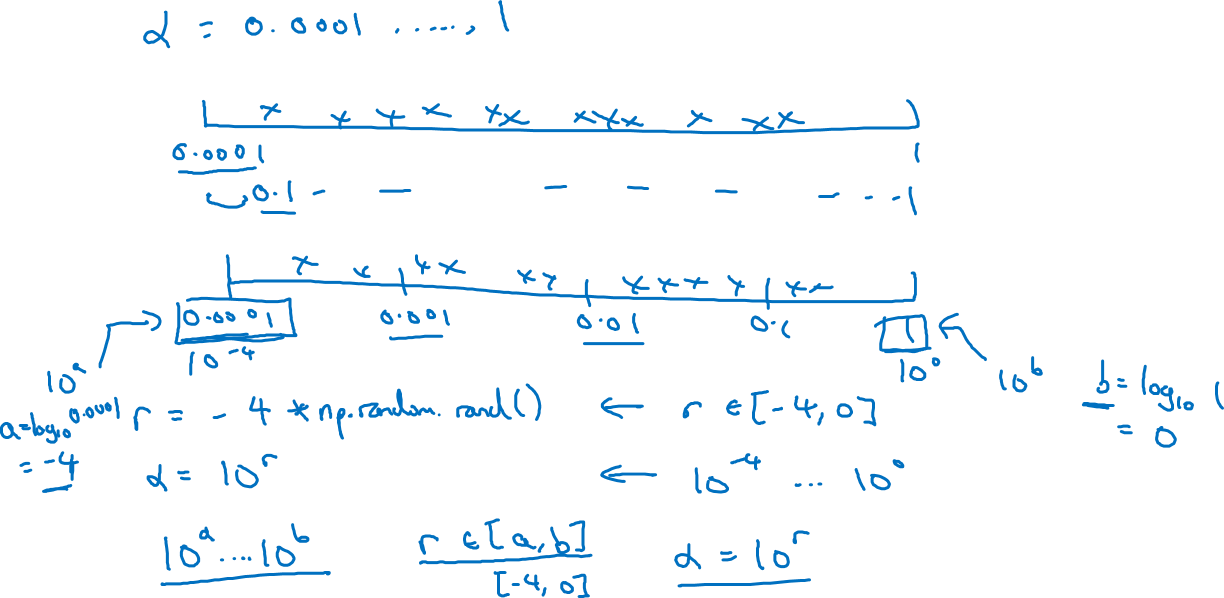 α = 0.0001 ....., 1
0.0001 1
0.1 - — — — — - - -1
0.0001 0.001 0.01 0.1 1
10^-4 10^0
10^a 10^b b = log₁₀ 1
a=log₁₀ 0.0001 r = - 4 * np.random.rand() ← r ∈ [-4, 0] = 0
= -4 α = 10^r ← 10^-4 ... 10^0
10^a .... 10^b r ∈ [a, b] α = 10^r
[-4, 0]